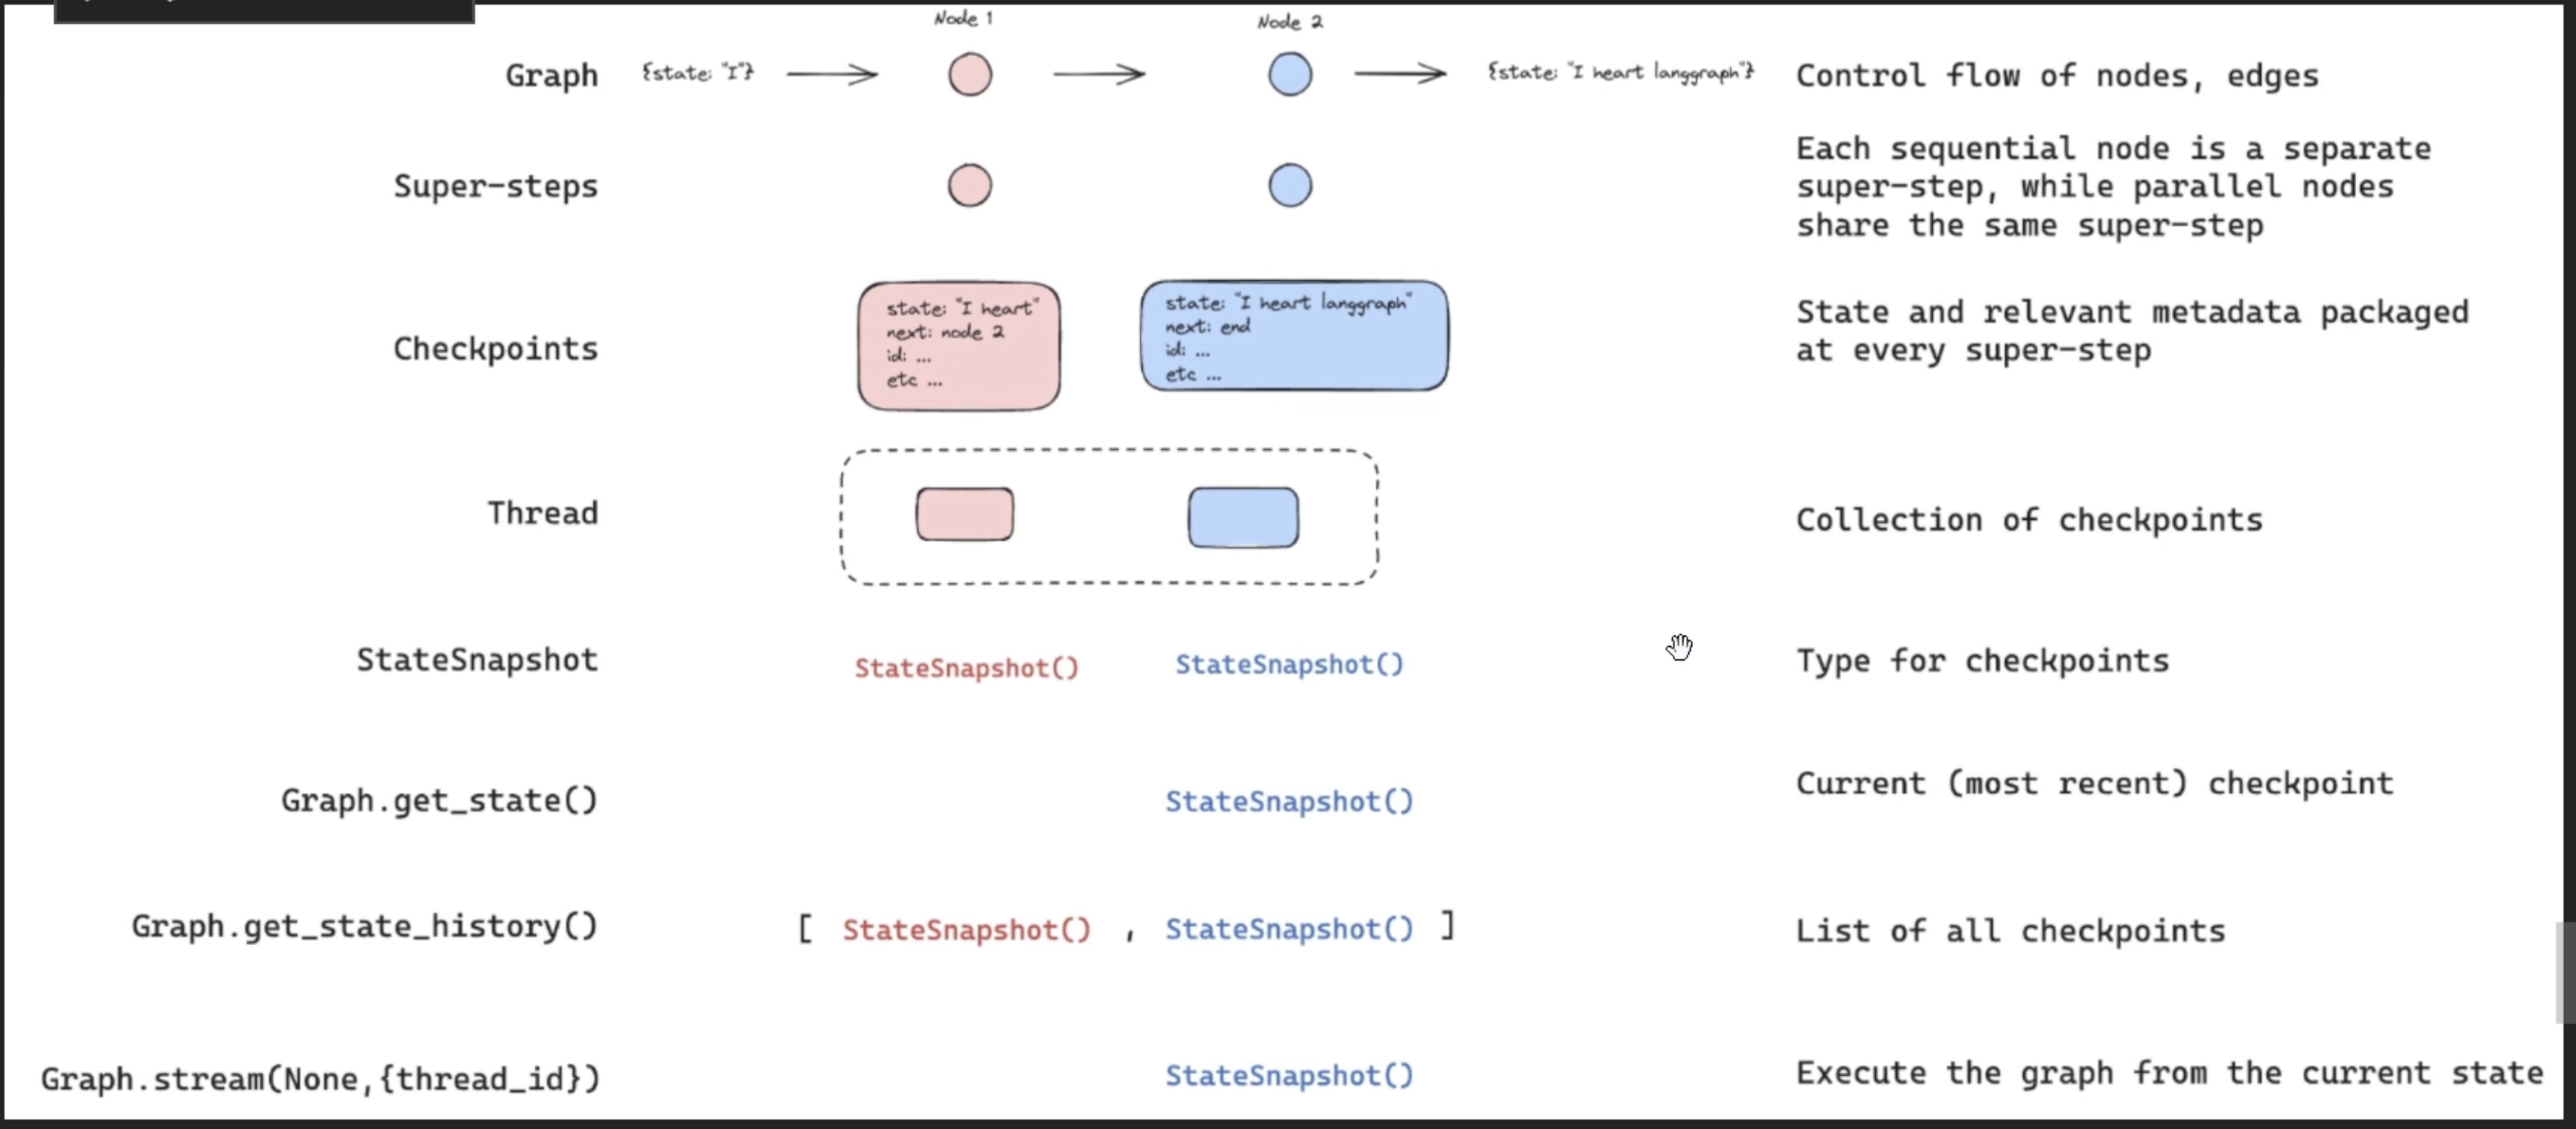 Node 1
Node 2
Graph
{state: "I"}
{state: "I heart langgraph"}
Control flow of nodes, edges
Super-steps
Each sequential node is a separate
super-step, while parallel nodes
share the same super-step
Checkpoints
state: "I heart"
next: node 2
id: ...
etc ...
state: "I heart langgraph"
next: end
id: ...
etc ...
State and relevant metadata packaged
at every super-step
Thread
Collection of checkpoints
StateSnapshot
StateSnapshot()
StateSnapshot()
Type for checkpoints
Graph.get_state()
StateSnapshot()
Current (most recent) checkpoint
Graph.get_state_history()
[ StateSnapshot() , StateSnapshot() ]
List of all checkpoints
Graph.stream(None,{thread_id})
StateSnapshot()
Execute the graph from the current state